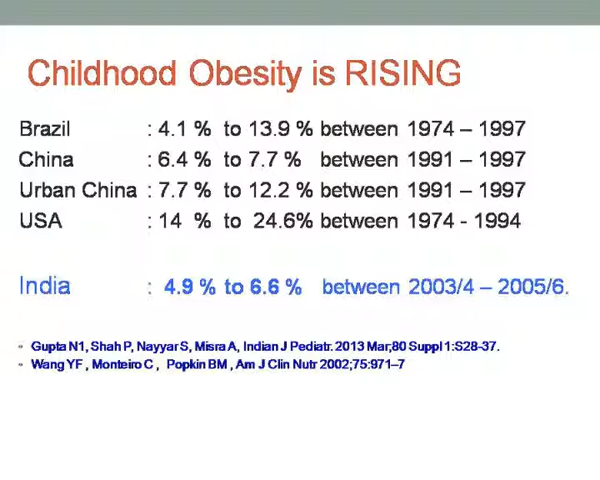 Childhood Obesity is RISING
Brazil : 4.1 % to 13.9 % between 1974 – 1997
China : 6.4 % to 7.7 % between 1991 – 1997
Urban China : 7.7 % to 12.2 % between 1991 – 1997
USA : 14 % to 24.6% between 1974 - 1994
India : 4.9 % to 6.6 % between 2003/4 – 2005/6.
• Gupta N1, Shah P, Nayyar S, Misra A, Indian J Pediatr. 2013 Mar;80 Suppl 1:S28-37.
• Wang YF , Monteiro C , Popkin BM , Am J Clin Nutr 2002;75:971–7